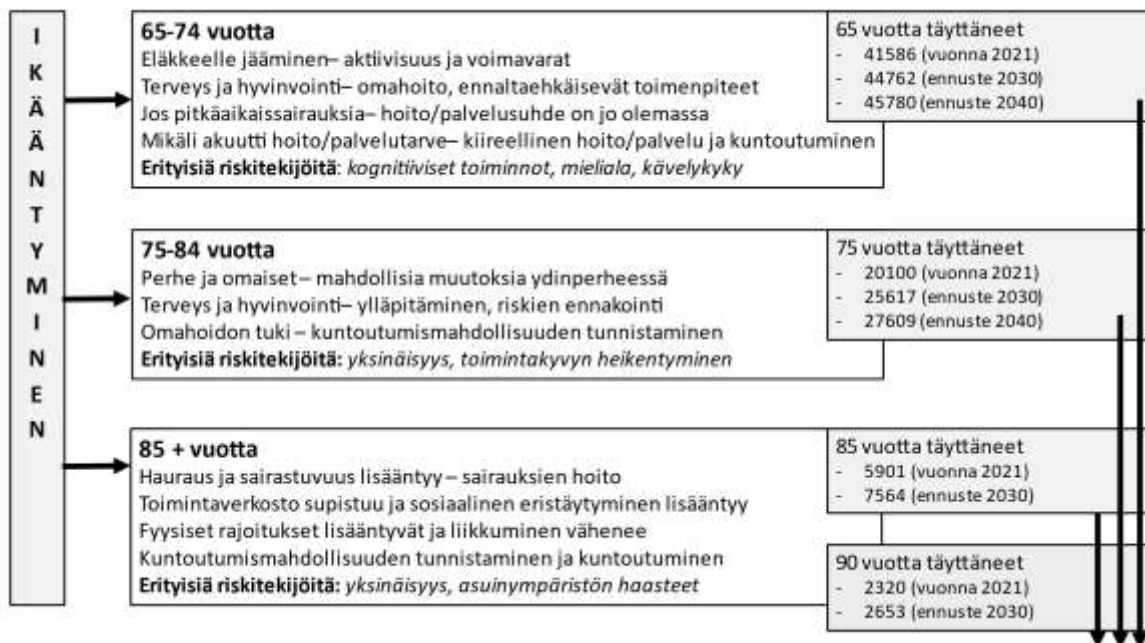 IKÄÄNTYMINEN
65-74 vuotta
Eläkkeelle jääminen– aktiivisuus ja voimavarat
Terveys ja hyvinvointi– omahoito, ennaltaehkäisevät toimenpiteet
Jos pitkäaikaissairauksia– hoito/palvelusuhde on jo olemassa
Mikäli akuutti hoito/palvelutarve– kiireellinen hoito/palvelu ja kuntoutuminen
Erityisiä riskitekijöitä: kognitiiviset toiminnot, mieliala, kävelykyky
65 vuotta täyttäneet
- 41586 (vuonna 2021)
- 44762 (ennuste 2030)
- 45780 (ennuste 2040)
75-84 vuotta
Perhe ja omaiset – mahdollisia muutoksia ydinperheessä
Terveys ja hyvinvointi– ylläpitäminen, riskien ennakointi
Omahoidon tuki – kuntoutumismahdollisuuden tunnistaminen
Erityisiä riskitekijöitä: yksinäisyys, toimintakyvyn heikentyminen
75 vuotta täyttäneet
- 20100 (vuonna 2021)
- 25617 (ennuste 2030)
- 27609 (ennuste 2040)
85 + vuotta
Hauraus ja sairastuvuus lisääntyy – sairauksien hoito
Toimintaverkosto supistuu ja sosiaalinen eristäytyminen lisääntyy
Fyysiset rajoitukset lisääntyvät ja liikkuminen vähenee
Kuntoutumismahdollisuuden tunnistaminen ja kuntoutuminen
Erityisiä riskitekijöitä: yksinäisyys, asuinympäristön haasteet
85 vuotta täyttäneet
- 5901 (vuonna 2021)
- 7564 (ennuste 2030)
90 vuotta täyttäneet
- 2320 (vuonna 2021)
- 2653 (ennuste 2030)